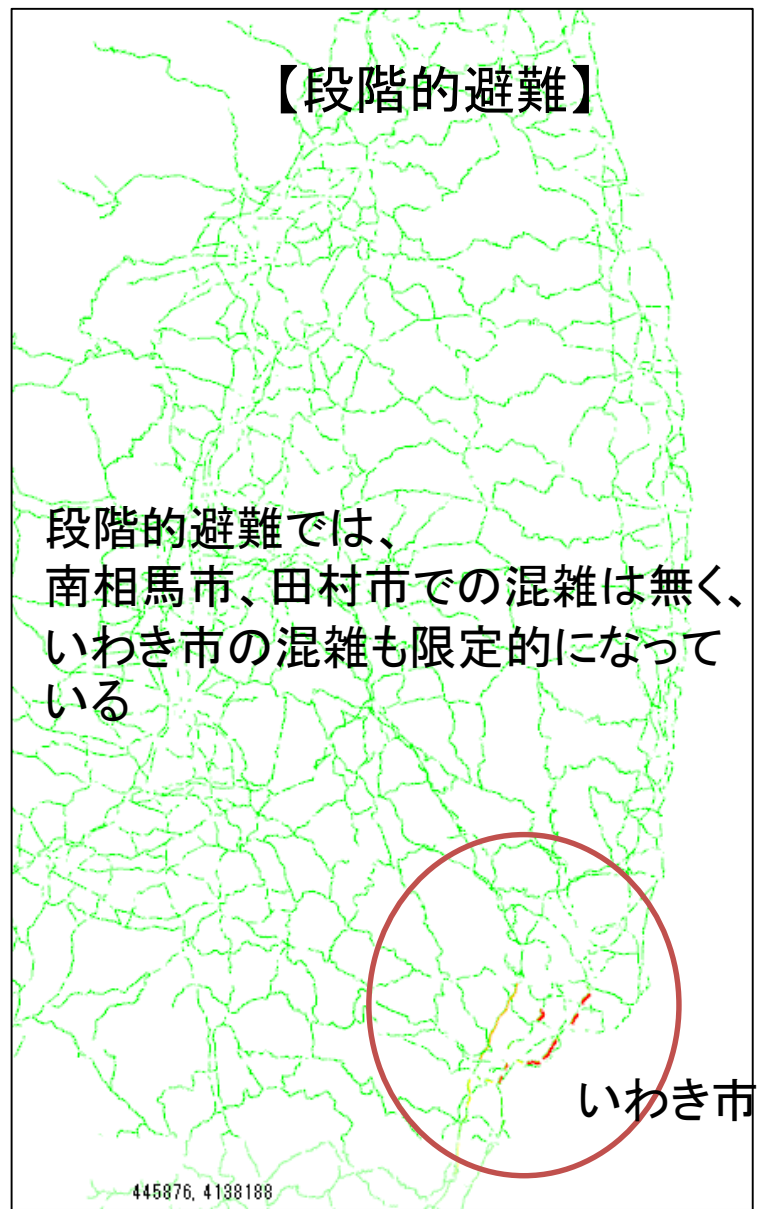 【段階的避難】
段階的避難では、
南相馬市、田村市での混雑は無く、
いわき市の混雑も限定的になって
いる
いわき市
445876, 4138188